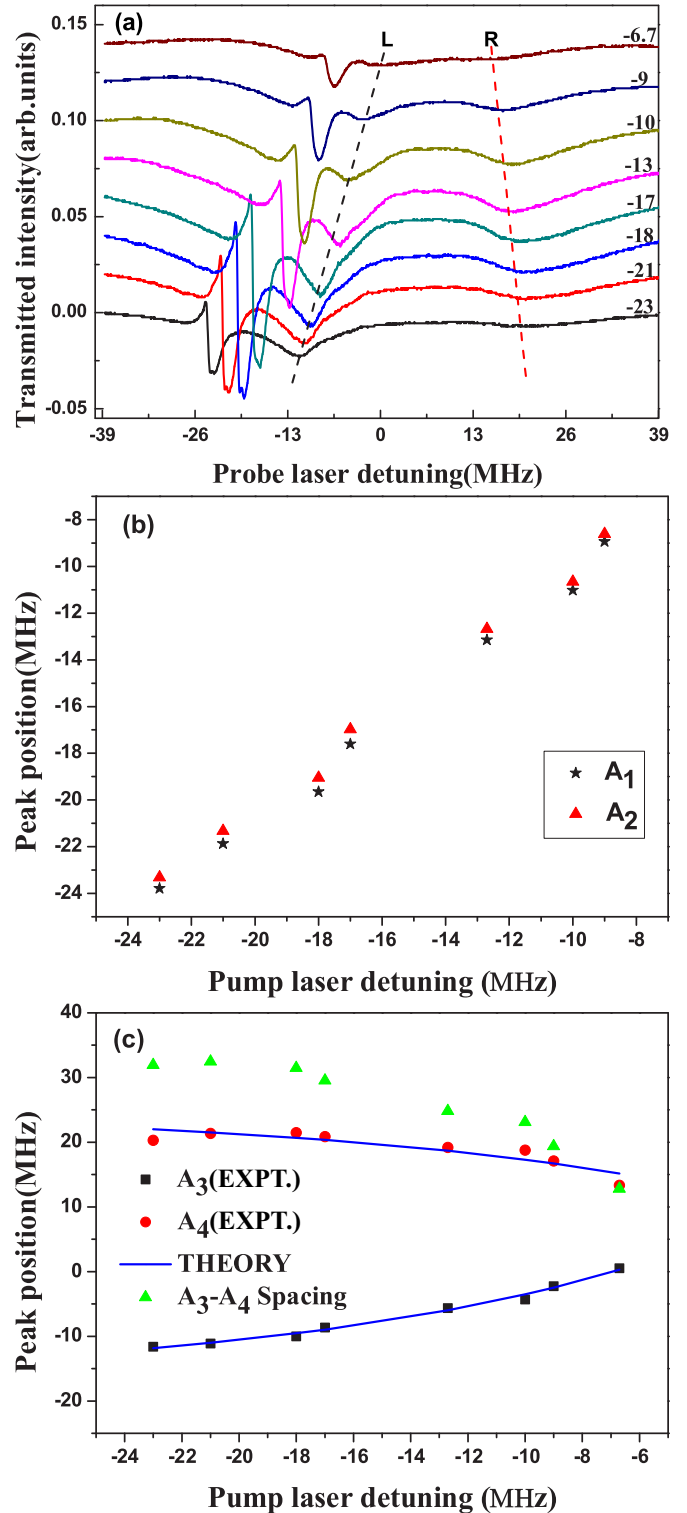 (a)
L
R
0.15
0.10
0.05
0.00
-0.05
Transmitted intensity(arb.units)
-6.7
-9
-10
-13
-17
-18
-21
-23
-39 -26 -13 0 13 26 39
Probe laser detuning(MHz)
(b)
-8
-10
-12
-14
-16
-18
-20
-22
-24
Peak position(MHz)
A1
A2
-24 -22 -20 -18 -16 -14 -12 -10 -8
Pump laser detuning (MHz)
(c)
40
30
20
10
0
-10
-20
Peak position(MHz)
A3(EXPT.)
A4(EXPT.)
THEORY
A3-A4 Spacing
-24 -22 -20 -18 -16 -14 -12 -10 -8 -6
Pump laser detuning (MHz)